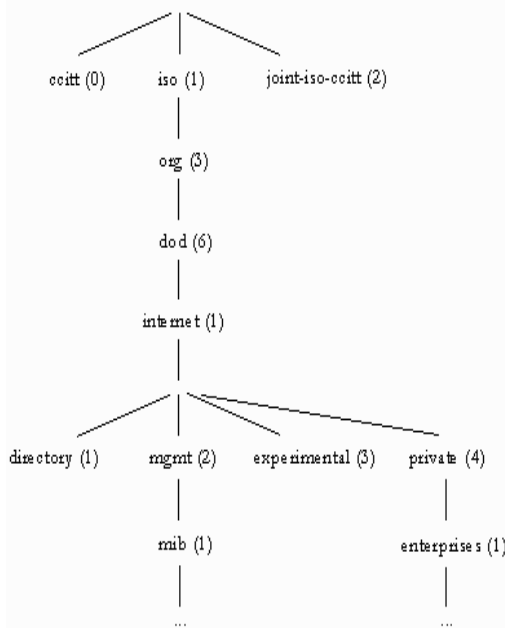 ccitt (0) iso (1) joint-iso-ccitt (2)
org (3)
dod (6)
internet (1)
directory (1) mgmt (2) experimental (3) private (4)
mib (1) enterprises (1)
... ...